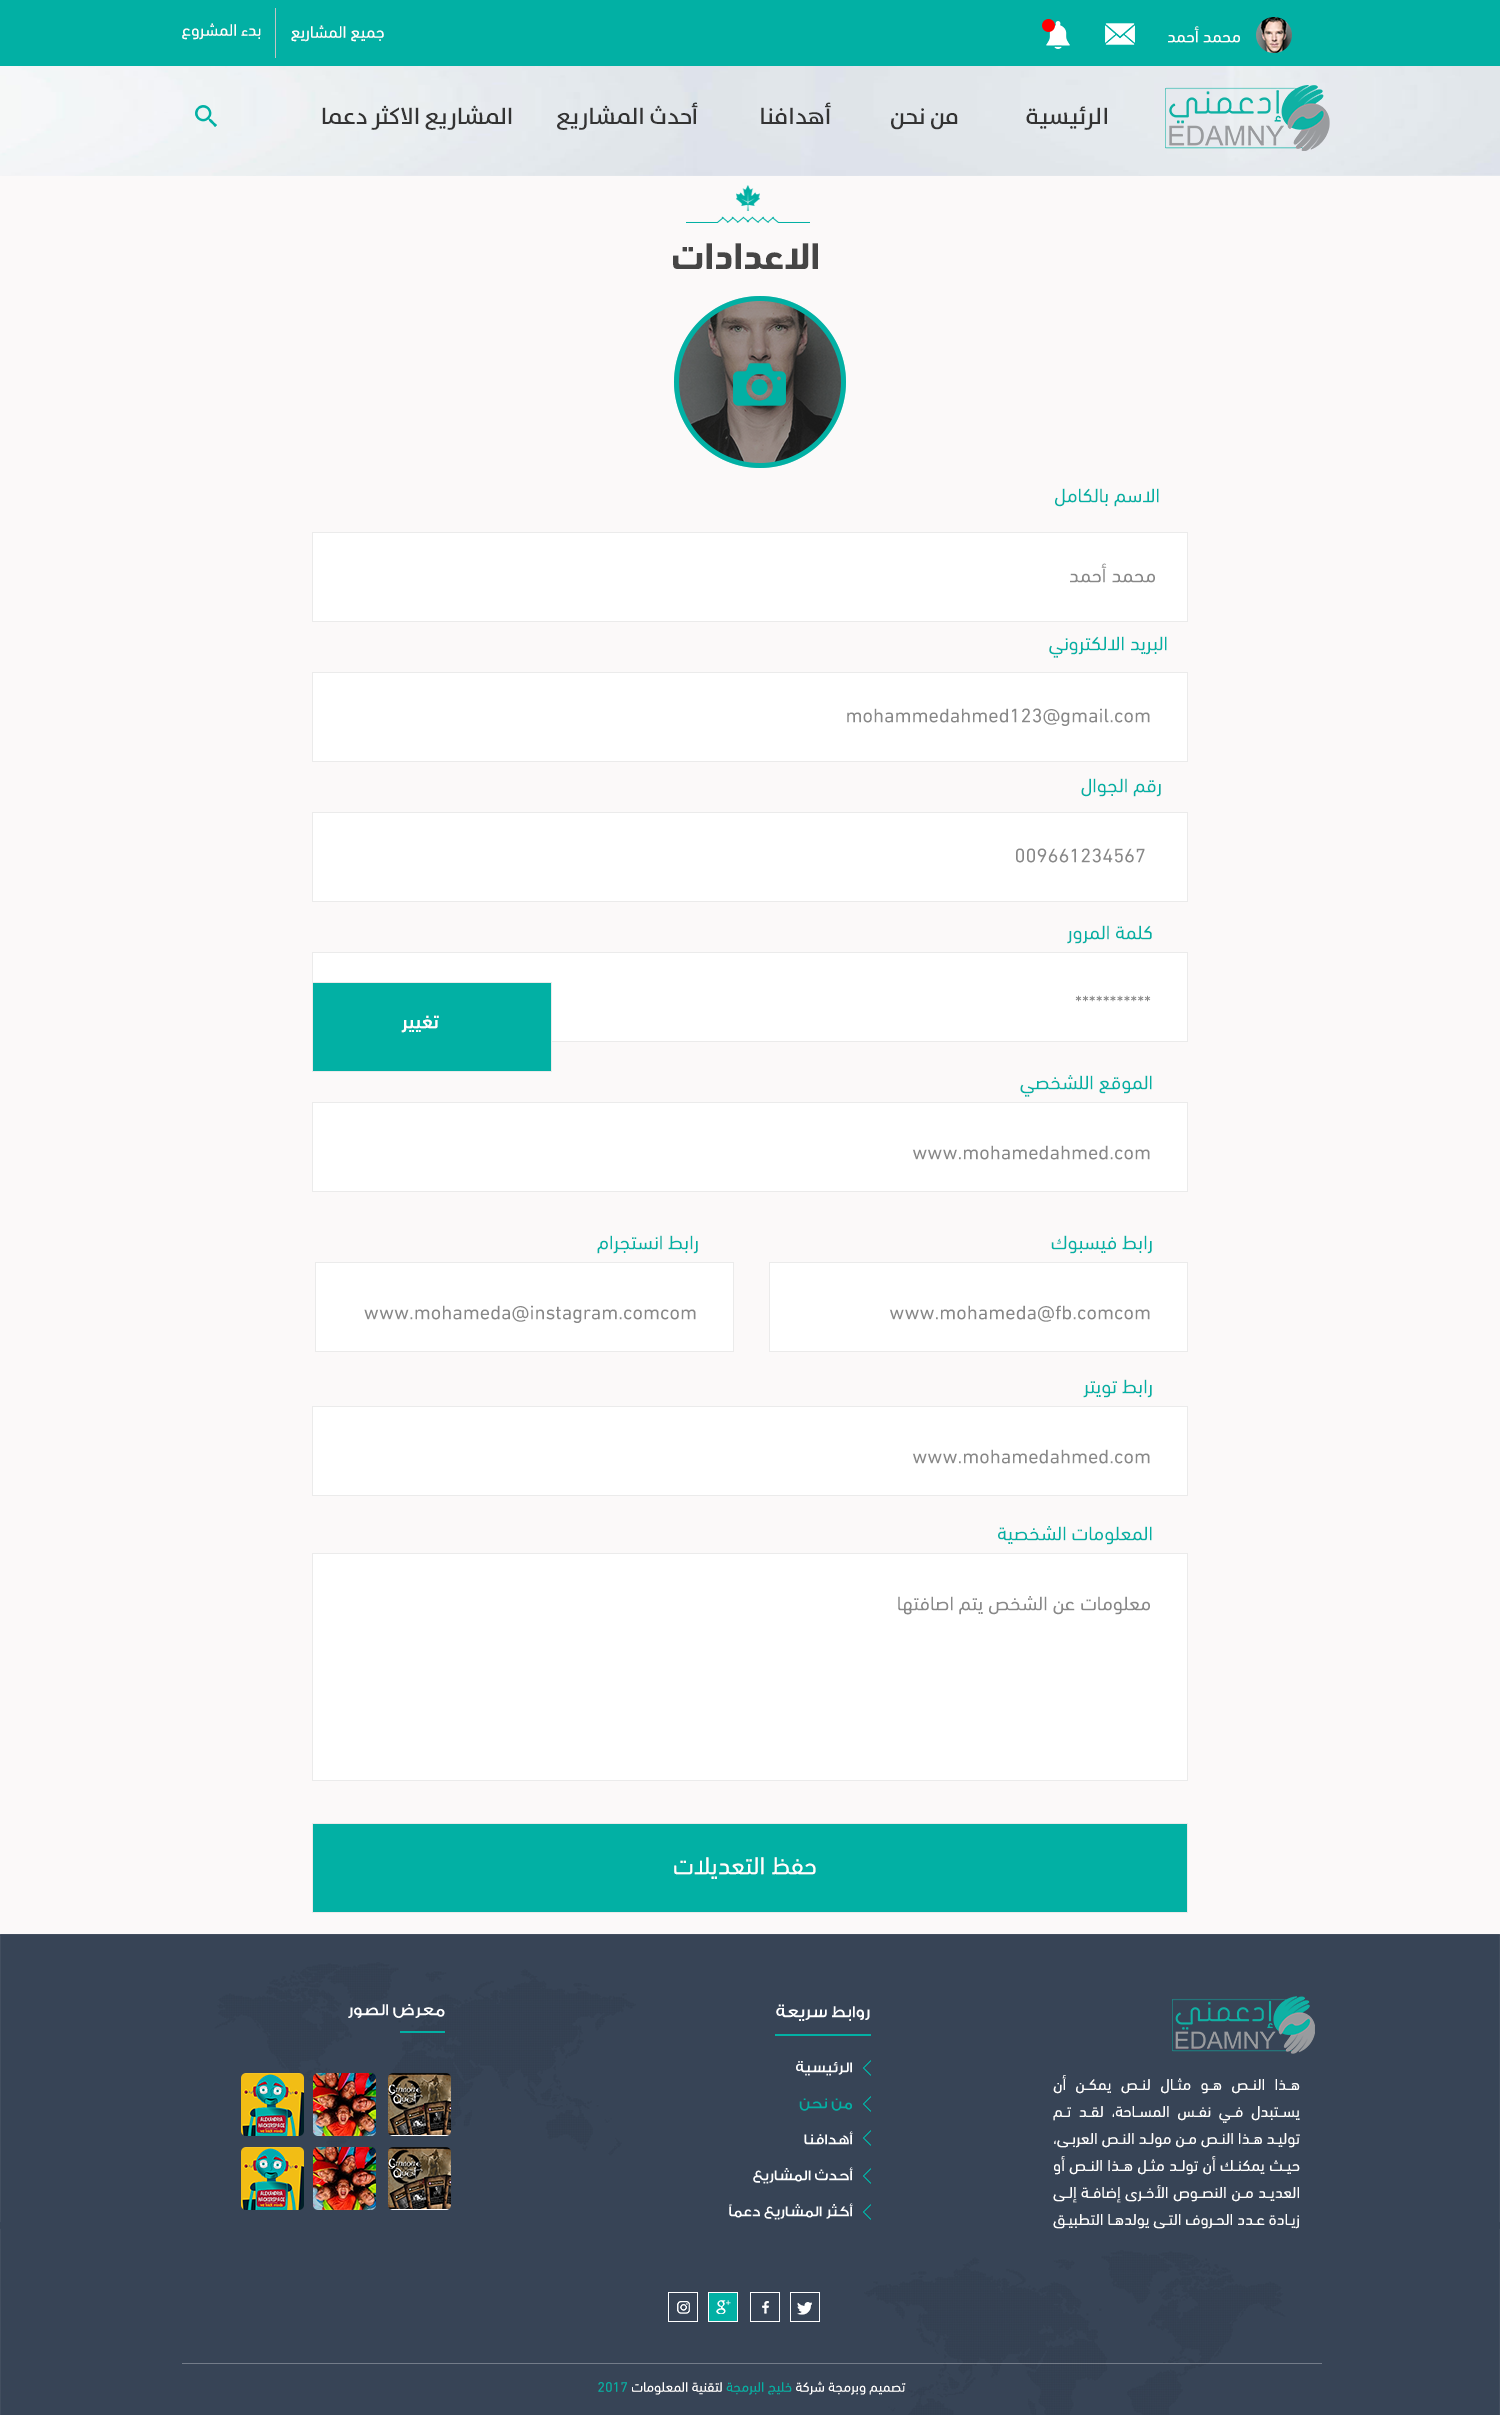 محمد أحمد
جميع المشاريع
بدء المشروع
إدعمني
EDAMNY
الرئيسية
من نحن
أهدافنا
أحدث المشاريع
المشاريع الاكثر دعما
الاعدادات
الاسم بالكامل
محمد أحمد
البريد الالكتروني
mohammedahmed123@gmail.com
رقم الجوال
009661234567
كلمة المرور
***********
تغيير
الموقع اللشخصي
www.mohamedahmed.com
رابط فيسبوك
www.mohameda@fb.comcom
رابط انستجرام
www.mohameda@instagram.comcom
رابط تويتر
www.mohamedahmed.com
المعلومات الشخصية
معلومات عن الشخص يتم اصافتها
حفظ التعديلات
إدعمني
EDAMNY
هذا النص هو مثال لنص يمكن أن
يستبدل في نفس المساحة، لقد تم
توليد هذا النص من مولد النص العربى،
حيث يمكنك أن تولد مثل هذا النص أو
العديد من النصوص الأخرى إضافة إلى
زيادة عدد الحروف التى يولدها التطبيق
روابط سريعة
الرئيسية
من نحن
أهدافنا
أحدث المشاريع
أكثر المشاريع دعماً
معرض الصور
تصميم وبرمجة شركة خليج البرمجة لتقنية المعلومات 2017